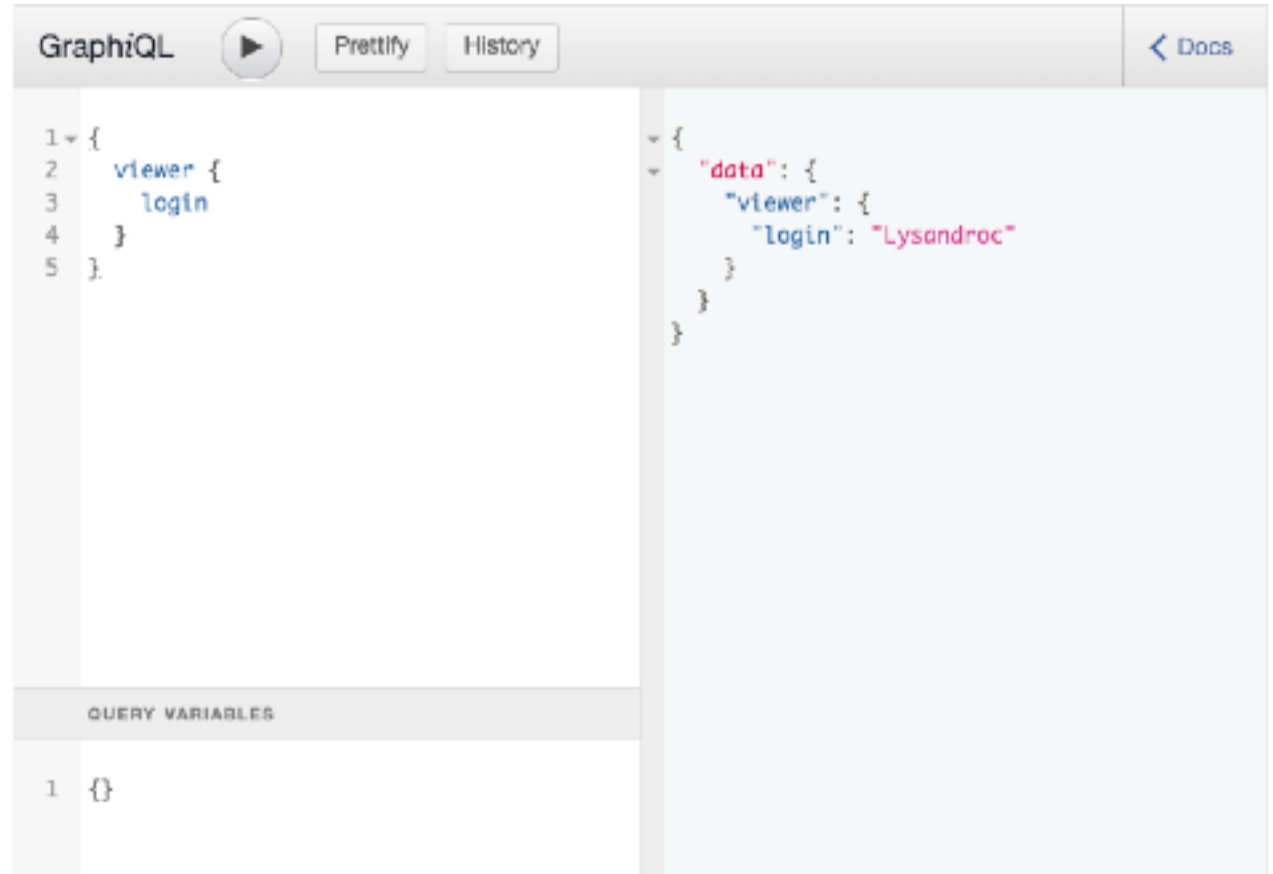 GraphiQL Prettify History Docs
1 {
2 viewer {
3 login
4 }
5 }
{
"data": {
"viewer": {
"login": "Lysandroc"
}
}
}
QUERY VARIABLES
1 {}